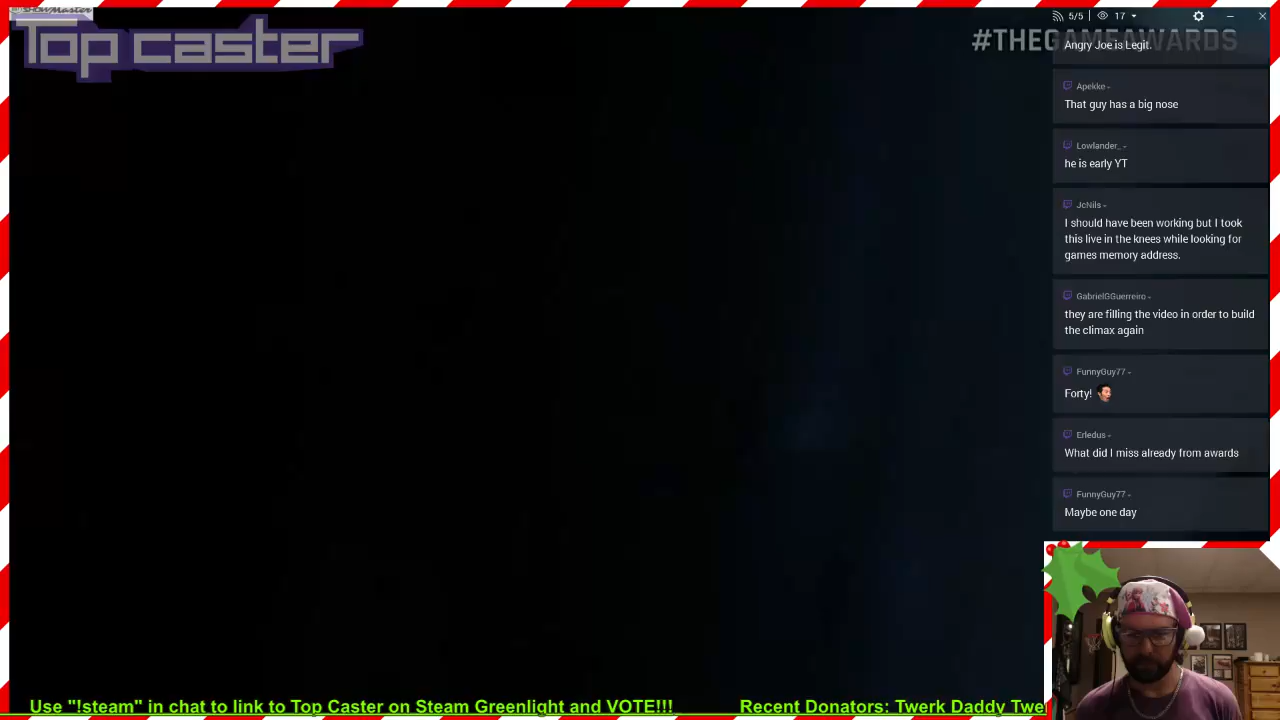 SHOWMaster
Top caster
5/5
17
#THEGAMEAWARDS
Angry Joe is Legit.
Apekke
That guy has a big nose
Lowlander_
he is early YT
JcNils
I should have been working but I took
this live in the knees while looking for
games memory address.
GabrielGGuerreiro
they are filling the video in order to build
the climax again
FunnyGuy77
Forty!
Erledus
What did I miss already from awards
FunnyGuy77
Maybe one day
Use "!steam" in chat to link to Top Caster on Steam Greenlight and VOTE!!!
Recent Donators: Twerk Daddy Twe